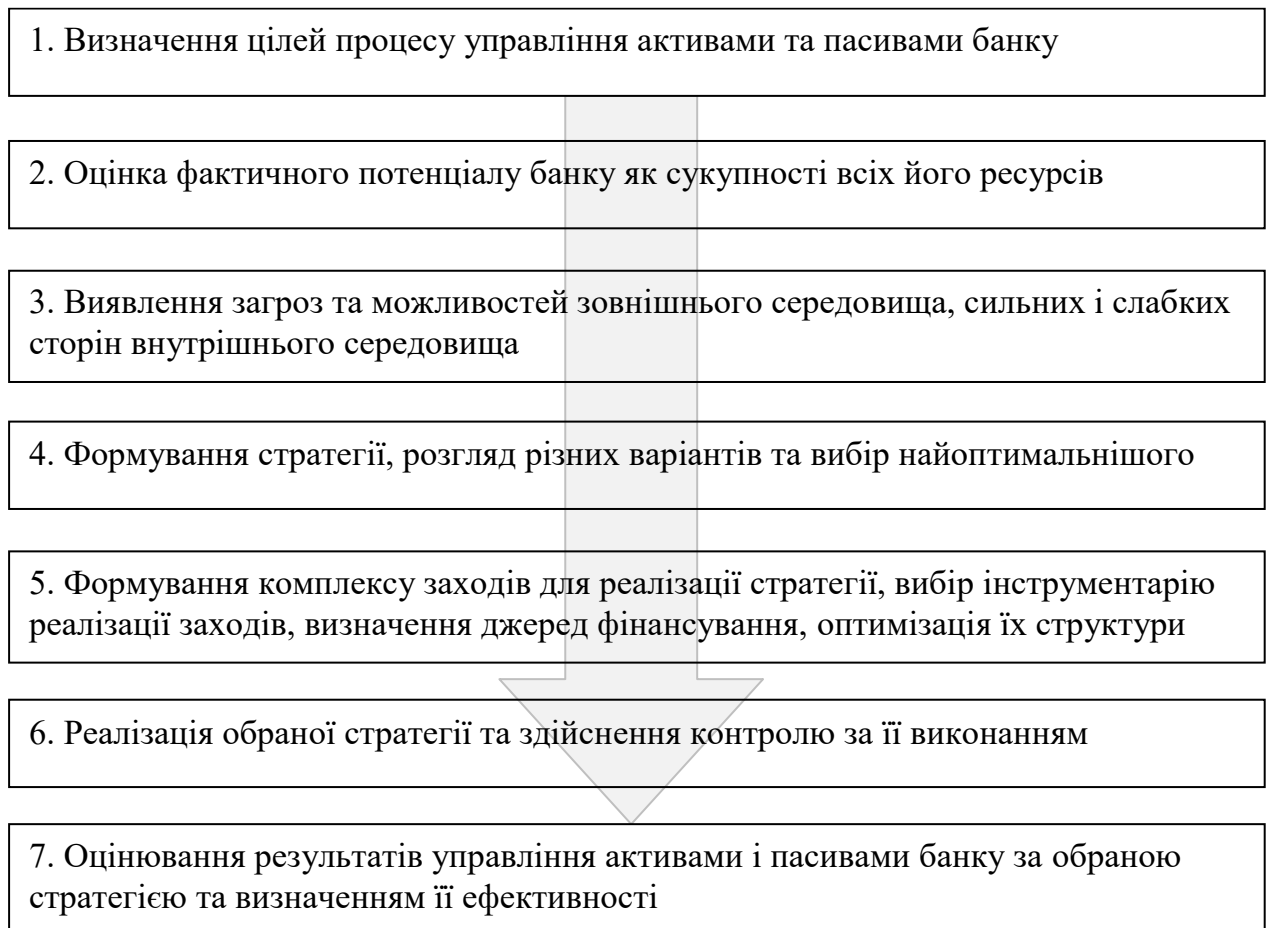 1. Визначення цілей процесу управління активами та пасивами банку
2. Оцінка фактичного потенціалу банку як сукупності всіх його ресурсів
3. Виявлення загроз та можливостей зовнішнього середовища, сильних і слабких
сторін внутрішнього середовища
4. Формування стратегії, розгляд різних варіантів та вибір найоптимальнішого
5. Формування комплексу заходів для реалізації стратегії, вибір інструментарію
реалізації заходів, визначення джеред фінансування, оптимізація їх структури
6. Реалізація обраної стратегії та здійснення контролю за її виконанням
7. Оцінювання результатів управління активами і пасивами банку за обраною
стратегією та визначенням її ефективності